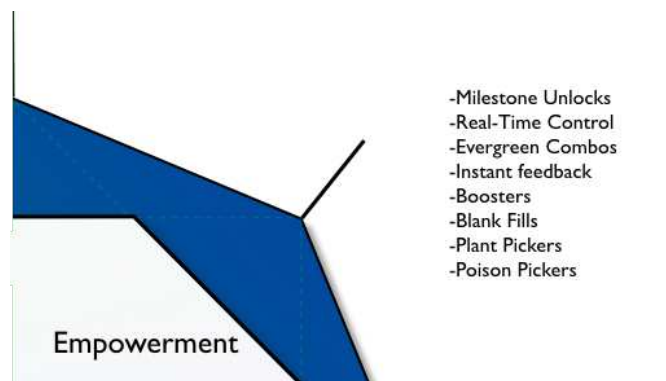 -Milestone Unlocks
-Real-Time Control
-Evergreen Combos
-Instant feedback
-Boosters
-Blank Fills
-Plant Pickers
-Poison Pickers
Empowerment